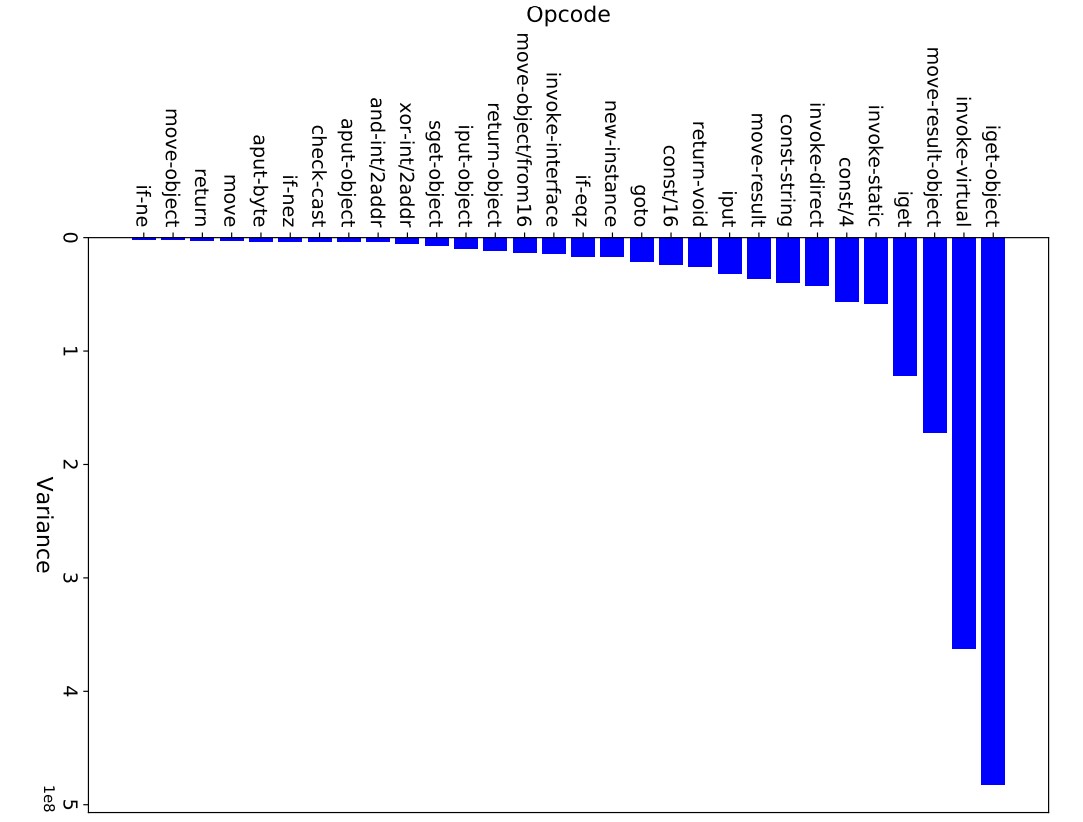 iget-object
invoke-virtual
move-result-object
iget
invoke-static
const/4
invoke-direct
const-string
move-result
iput
return-void
const/16
goto
new-instance
if-eqz
invoke-interface
move-object/from16
return-object
iput-object
sget-object
xor-int/2addr
and-int/2addr
aput-object
check-cast
if-nez
aput-byte
move
return
move-object
if-ne
Opcode
0 1 2 3 4 5
1e8
Variance